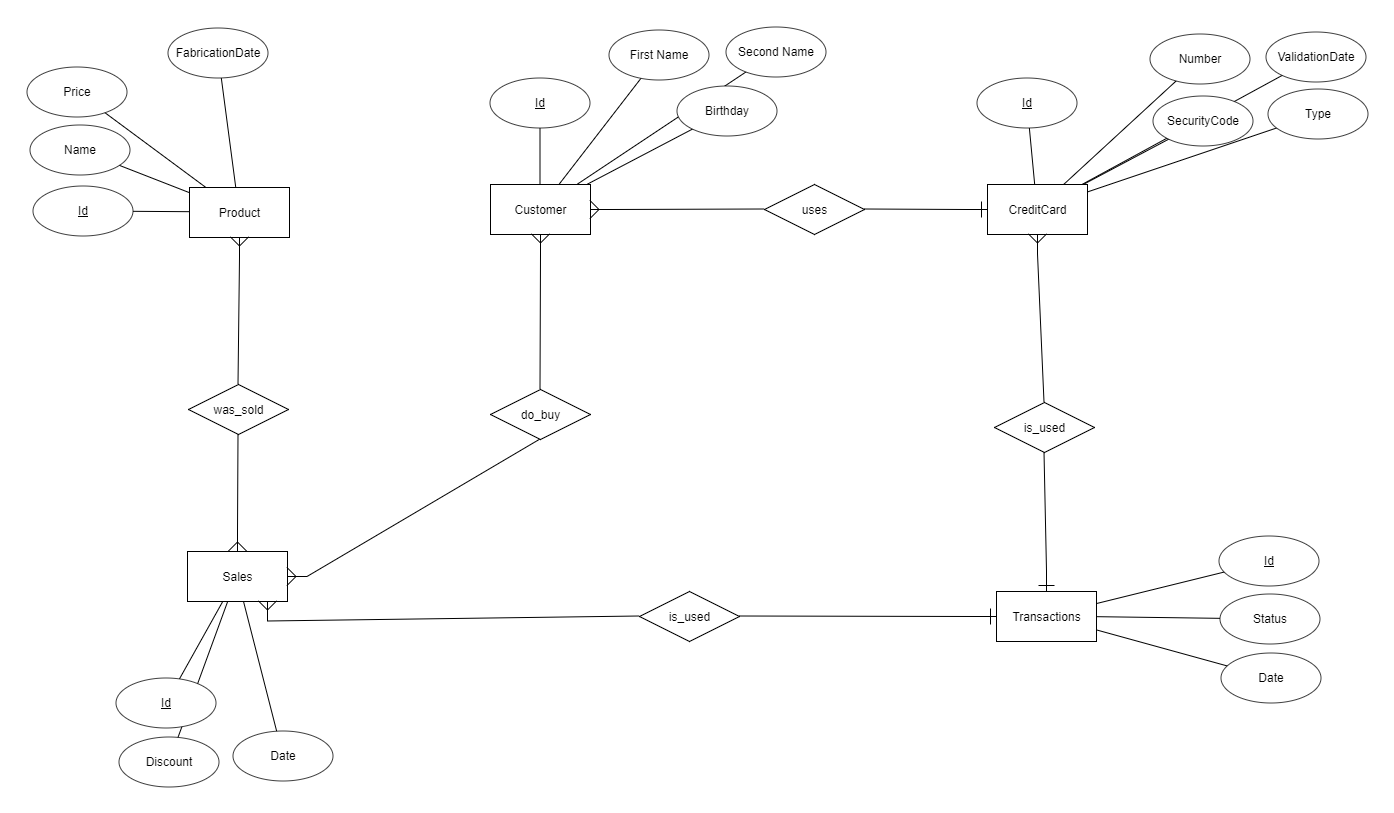 FabricationDate
Price
Name
Id
Product
First Name
Second Name
Id
Birthday
Customer
uses
Number
ValidationDate
Id
SecurityCode
Type
CreditCard
was_sold
do_buy
is_used
Sales
is_used
Transactions
Id
Status
Date
Id
Discount
Date